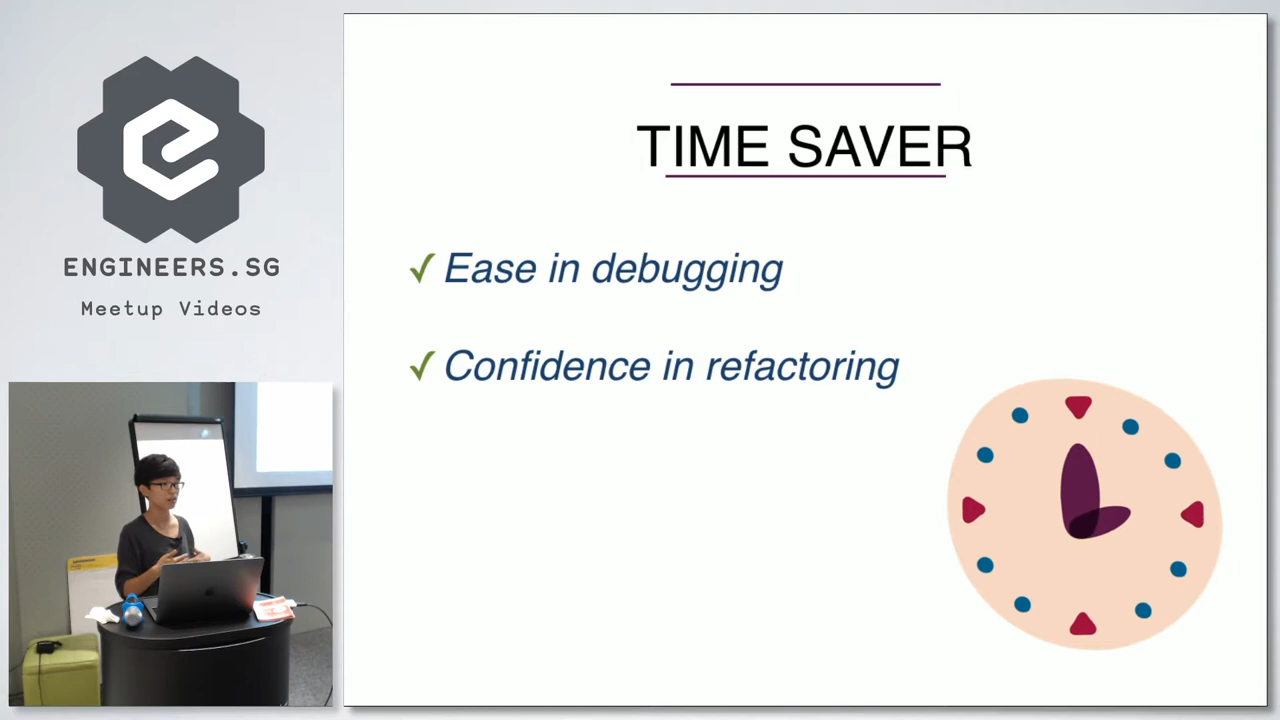 ENGINEERS.SG
Meetup Videos
TIME SAVER
✓ Ease in debugging
✓ Confidence in refactoring